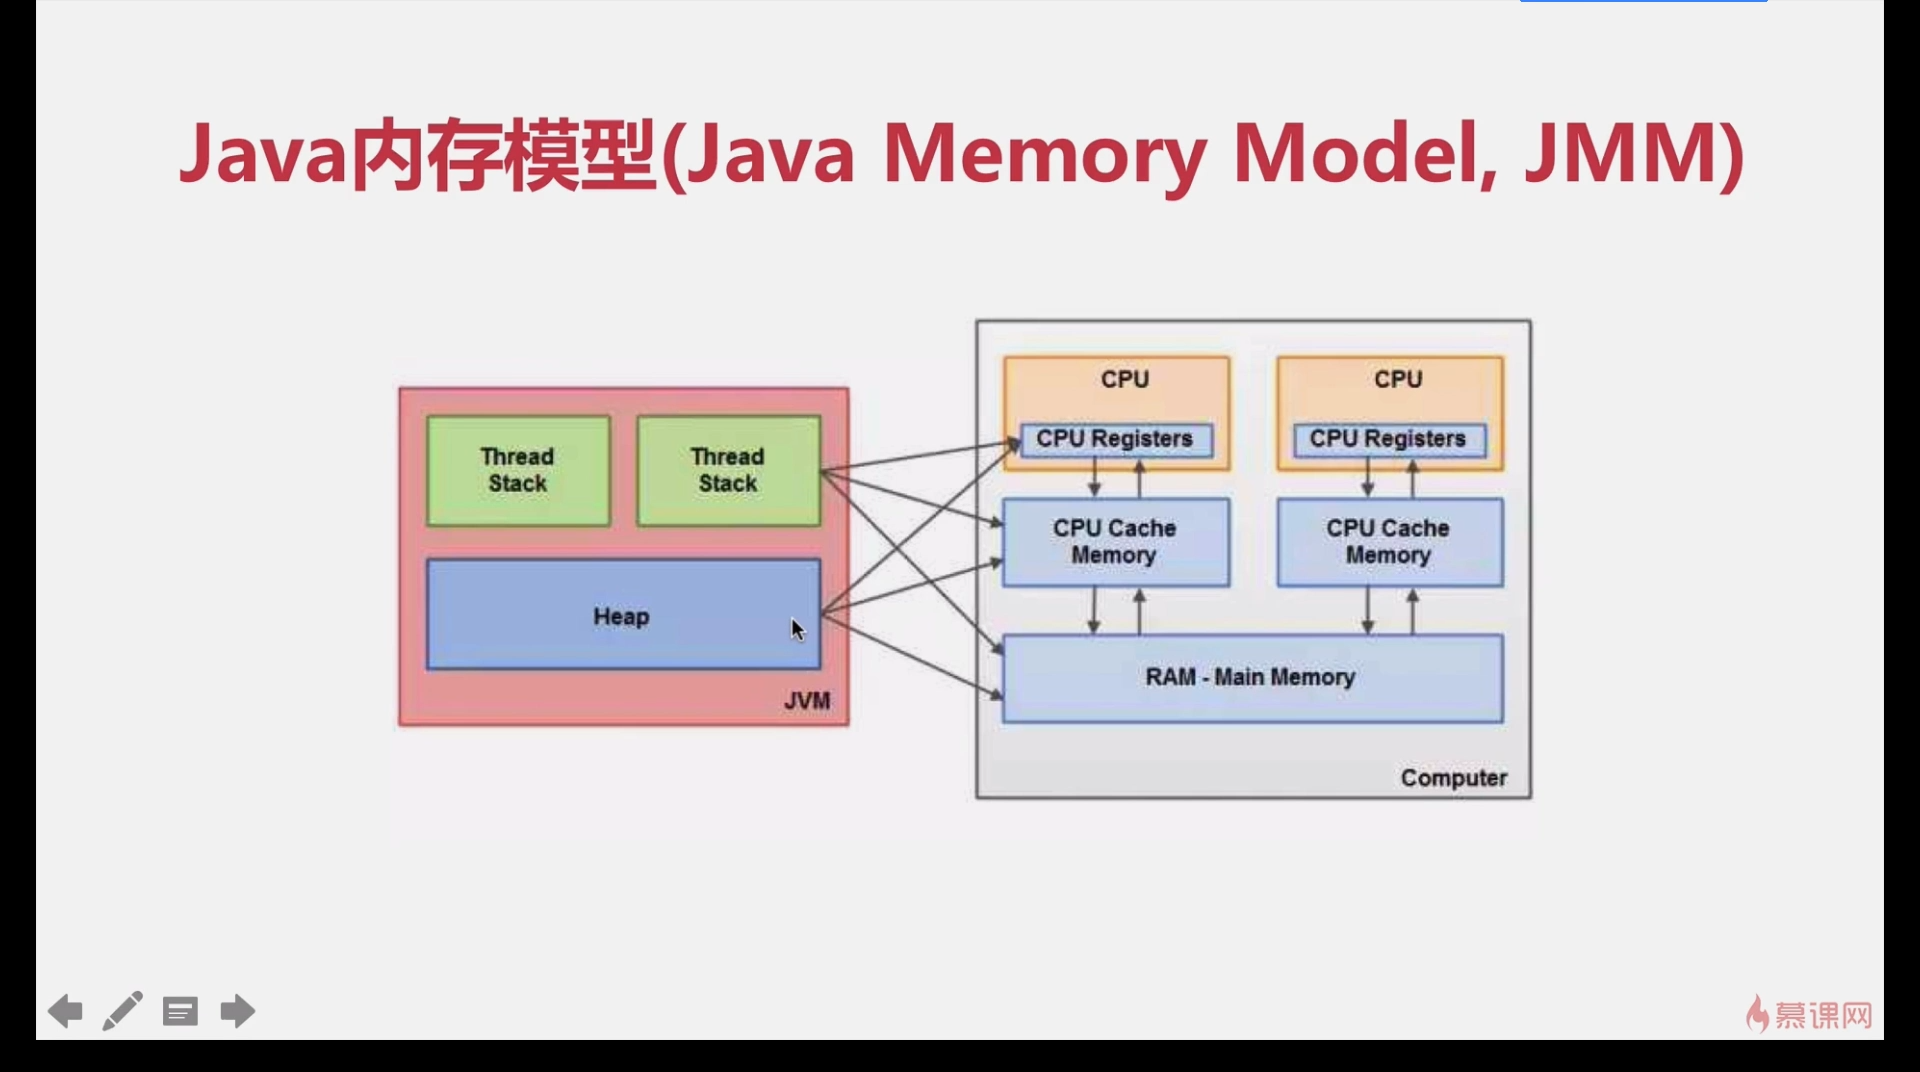 Java内存模型(Java Memory Model, JMM)
Thread
Stack
Thread
Stack
Heap
JVM
CPU
CPU Registers
CPU Cache
Memory
CPU
CPU Registers
CPU Cache
Memory
RAM - Main Memory
Computer
慕课网